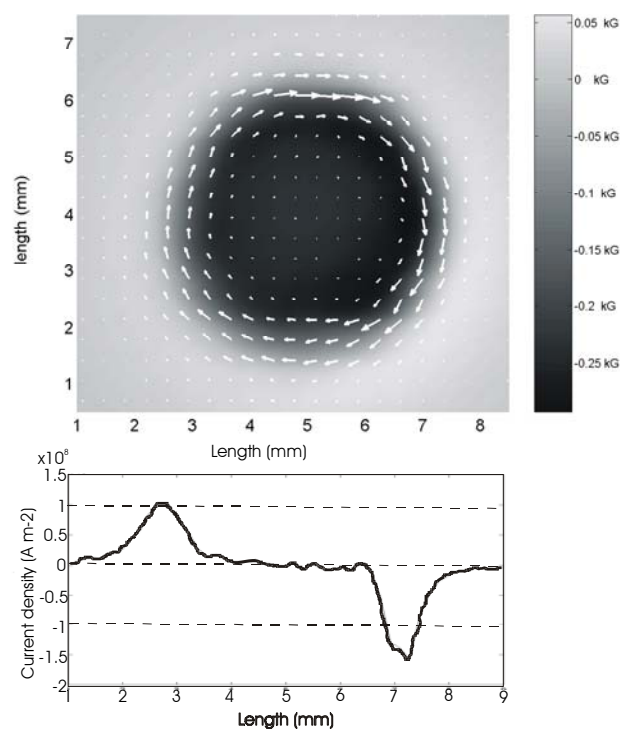 0.05 kG
7
0 kG
6
-0.05 kG
5
length (mm)
-0.1 kG
4
-0.15 kG
3
-0.2 kG
2
-0.25 kG
1
1 2 3 4 5 6 7 8
Length (mm)
x10⁸
1.5
1
0.5
0
-0.5
-1
-1.5
-2
Current density (A m-2)
2 3 4 5 6 7 8 9
Length (mm)